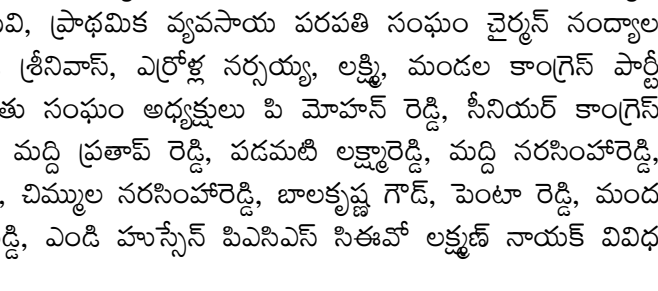 ప్రాథమిక వ్యవసాయ పరపతి సంఘం చైర్మన్ నంద్యాల
శ్రీనివాస్, ఎర్రోళ్ల నర్సయ్య, లక్ష్మి, మండల కాంగ్రెస్ పార్టీ
సంఘం అధ్యక్షులు పి మోహన్ రెడ్డి, సీనియర్ కాంగ్రెస్
మద్ది ప్రతాప్ రెడ్డి, పడమటి లక్ష్మారెడ్డి, మద్ది నరసింహారెడ్డి,
, చిమ్ముల నరసింహారెడ్డి, బాలకృష్ణ గౌడ్, పెంటా రెడ్డి, మంద
ఎండి హుస్సేన్ పిఎసిఎస్ సిఈవో లక్ష్మణ్ నాయక్ వివిధ